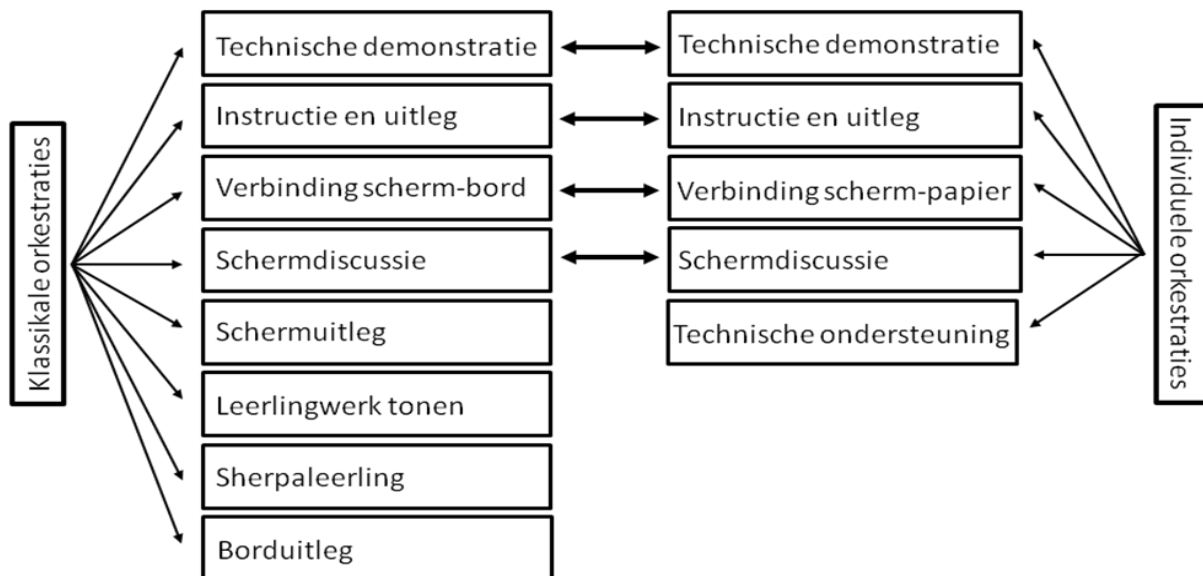 Klassikale orkestraties
Technische demonstratie
Instructie en uitleg
Verbinding scherm-bord
Schermdiscussie
Schermuitleg
Leerlingwerk tonen
Sherpaleerling
Borduitleg
Technische demonstratie
Instructie en uitleg
Verbinding scherm-papier
Schermdiscussie
Technische ondersteuning
Individuele orkestraties